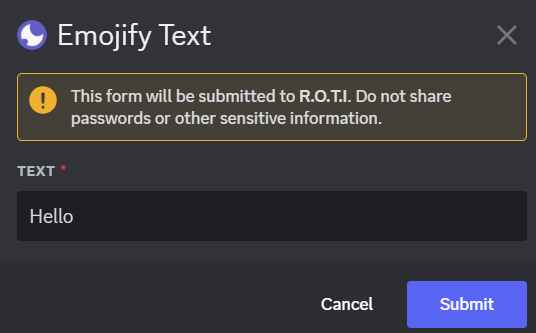 Emojify Text
This form will be submitted to R.O.T.I. Do not share
passwords or other sensitive information.
TEXT *
Hello
Cancel
Submit